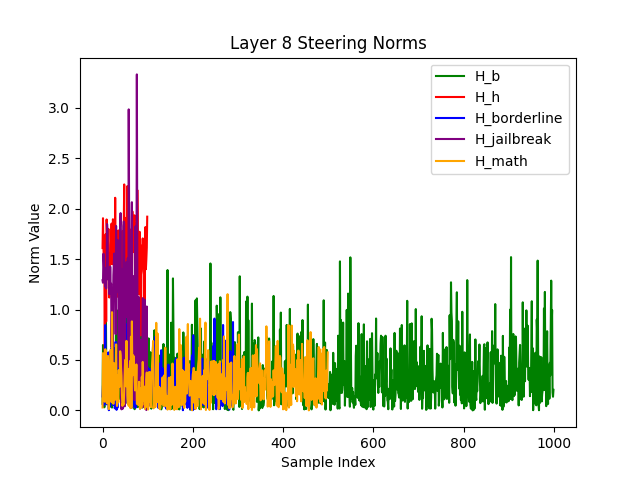 Layer 8 Steering Norms
H_b
H_h
H_borderline
H_jailbreak
H_math
Norm Value
3.0
2.5
2.0
1.5
1.0
0.5
0.0
0 200 400 600 800 1000
Sample Index